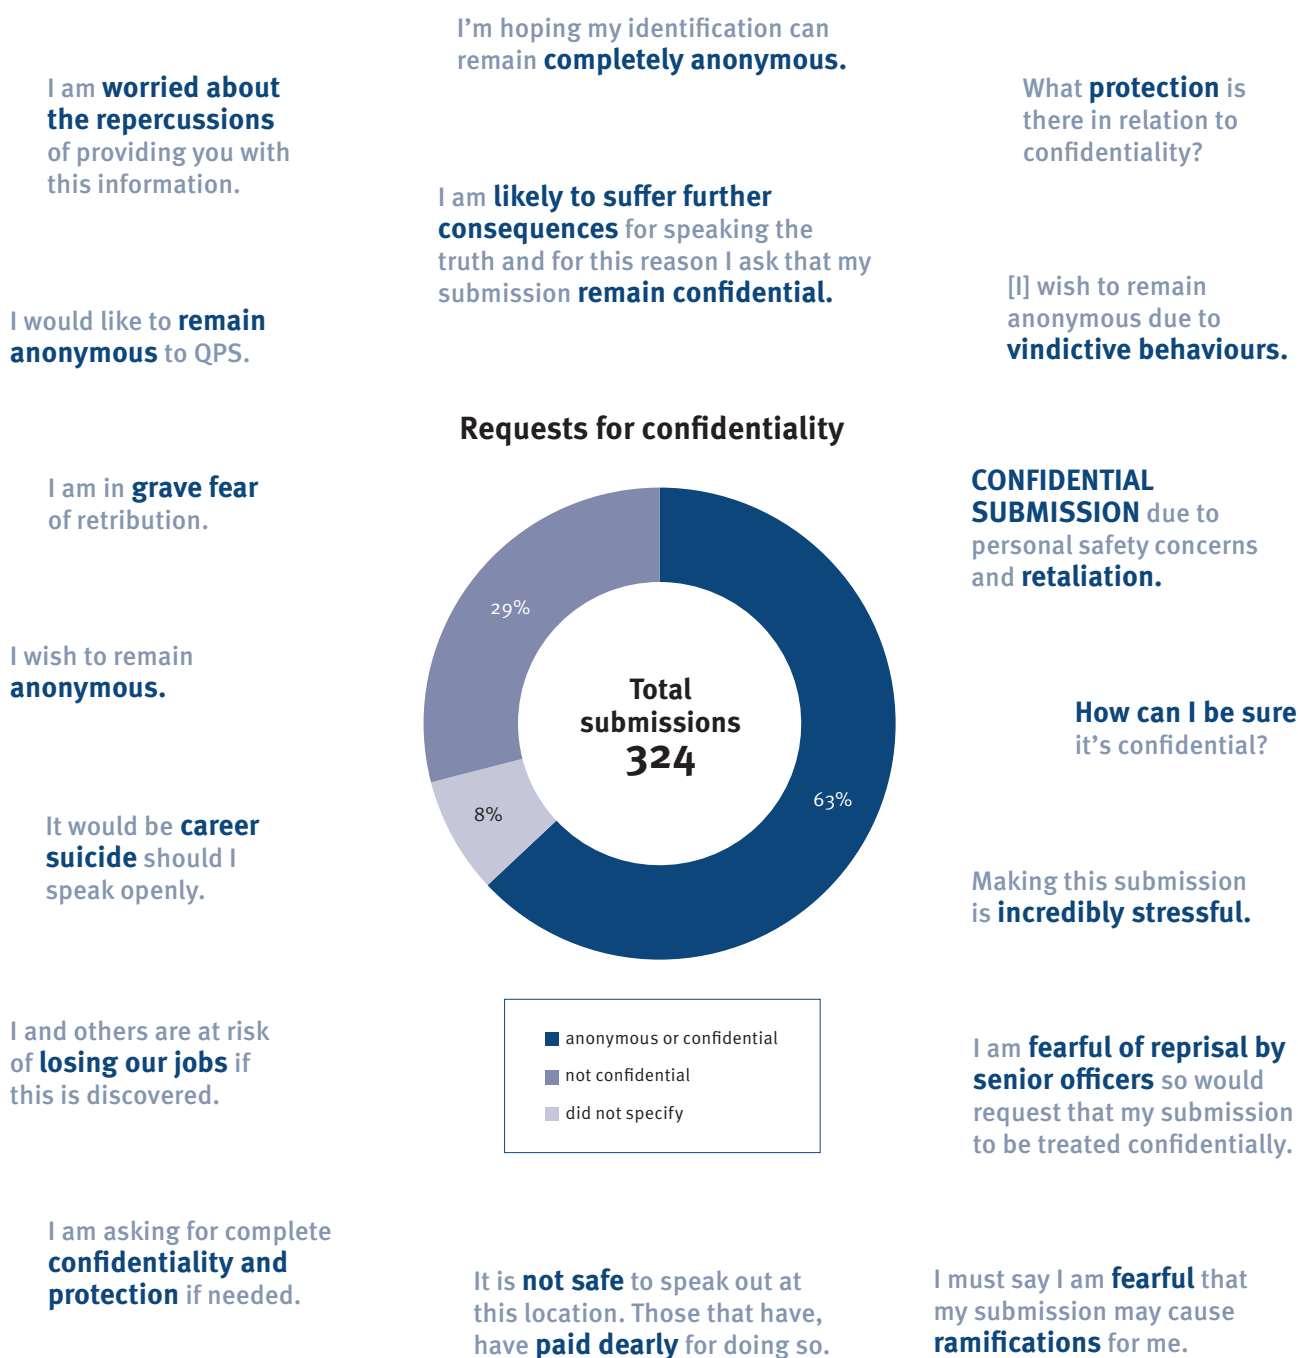 I’m hoping my identification can
remain completely anonymous.
I am worried about
the repercussions
of providing you with
this information.
What protection is
there in relation to
confidentiality?
I am likely to suffer further
consequences for speaking the
truth and for this reason I ask that my
submission remain confidential.
[I] wish to remain
anonymous due to
vindictive behaviours.
I would like to remain
anonymous to QPS.
Requests for confidentiality
I am in grave fear
of retribution.
CONFIDENTIAL
SUBMISSION due to
personal safety concerns
and retaliation.
29%
Total
submissions
324
63%
8%
I wish to remain
anonymous.
How can I be sure
it’s confidential?
It would be career
suicide should I
speak openly.
Making this submission
is incredibly stressful.
anonymous or confidential
not confidential
did not specify
I and others are at risk
of losing our jobs if
this is discovered.
I am fearful of reprisal by
senior officers so would
request that my submission
to be treated confidentially.
I am asking for complete
confidentiality and
protection if needed.
It is not safe to speak out at
this location. Those that have,
have paid dearly for doing so.
I must say I am fearful that
my submission may cause
ramifications for me.